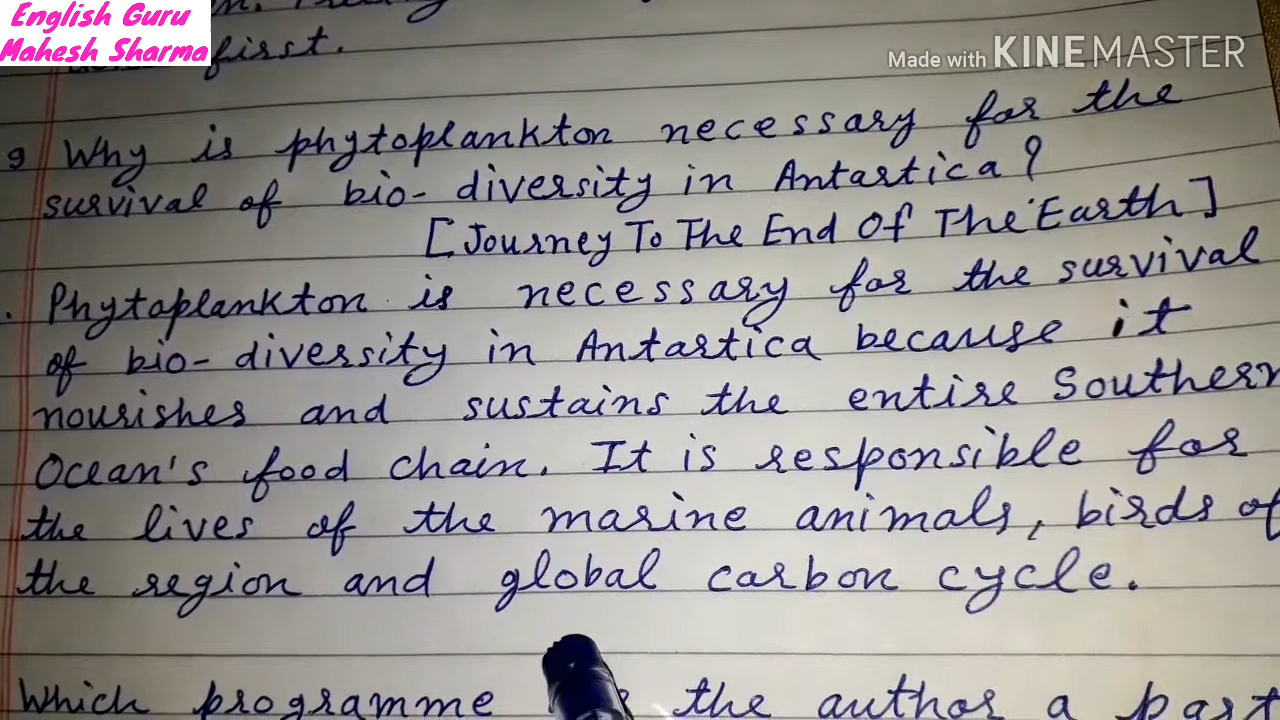 English Guru
Mahesh Sharma
first.
Made with KINEMASTER
9 Why is phytoplankton necessary for the
survival of bio-diversity in Antartica?
[Journey To The End Of The Earth]
. Phytoplankton is necessary for the survival
of bio-diversity in Antartica because it
nourishes and sustains the entire Southern
Ocean's food chain. It is responsible for
the lives of the marine animals, birds of
the region and global carbon cycle.
Which programme the author a part